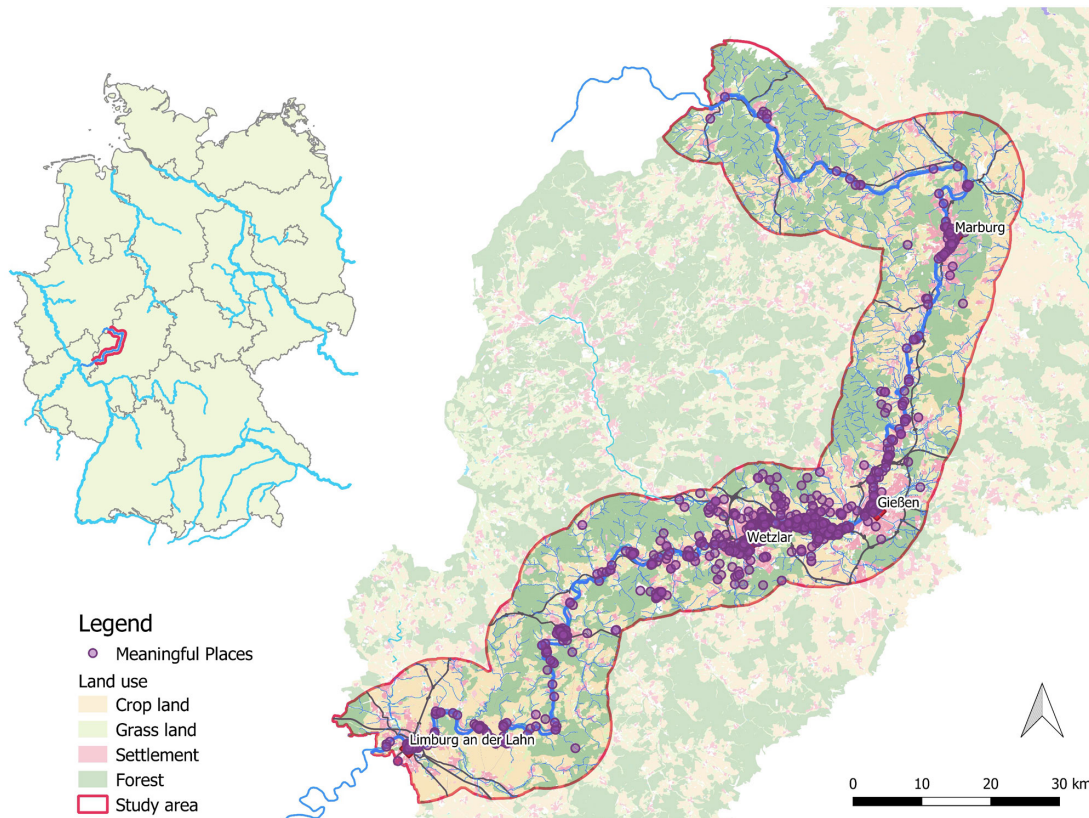 Marburg
Gießen
Wetzlar
Limburg an der Lahn
Legend
Meaningful Places
Land use
Crop land
Grass land
Settlement
Forest
Study area
0 10 20 30 km